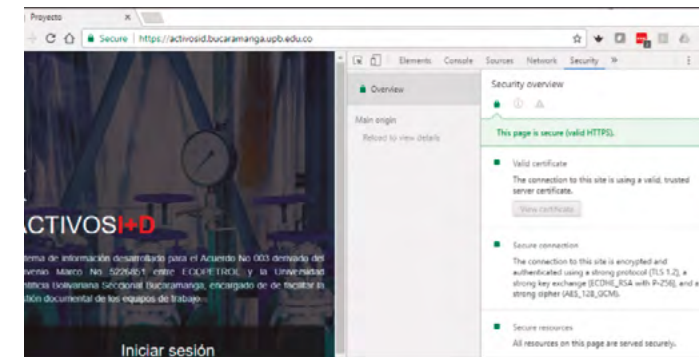 Proyecto
Secure https://activosid.bucaramanga.upb.edu.co
Elements Console Sources Network Security
Overview
Main origin
Reload to view details
Security overview
This page is secure (valid HTTPS).
Valid certificate
The connection to this site is using a valid, trusted
server certificate.
View certificate
Secure connection
The connection to this site is encrypted and
authenticated using a strong protocol (TLS 1.2), a
strong key exchange (ECDHE_RSA with P-256), and a
strong cipher (AES_128_GCM).
Secure resources
All resources on this page are served securely.
ACTIVOSI+D
tema de información desarrollado para el Acuerdo No 003 derivado del
nvenio Marco No 5226851 entre ECOPETROL y la Universidad
ntificia Bolivariana Seccional Bucaramanga, encargado de de facilitar la
stión documental de los equipos de trabajo
Iniciar sesión